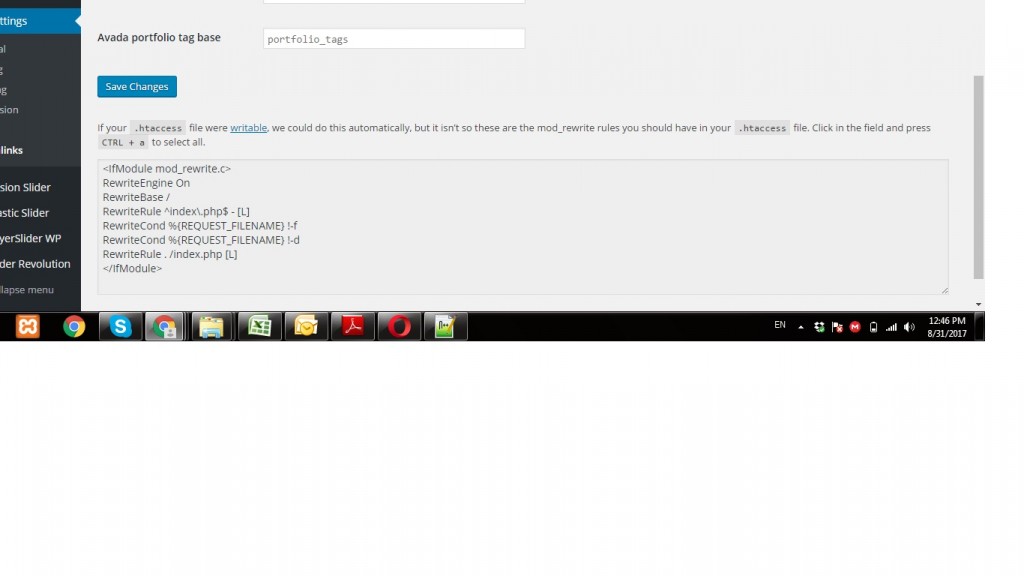 ttings
al
g
ng
sion
links
sion Slider
astic Slider
yerSlider WP
der Revolution
llapse menu
Avada portfolio tag base
portfolio_tags
Save Changes
If your .htaccess file were writable, we could do this automatically, but it isn’t so these are the mod_rewrite rules you should have in your .htaccess file. Click in the field and press
CTRL + a to select all.
<IfModule mod_rewrite.c>
RewriteEngine On
RewriteBase /
RewriteRule ^index\.php$ - [L]
RewriteCond %{REQUEST_FILENAME} !-f
RewriteCond %{REQUEST_FILENAME} !-d
RewriteRule . /index.php [L]
</IfModule>
EN
12:46 PM
8/31/2017